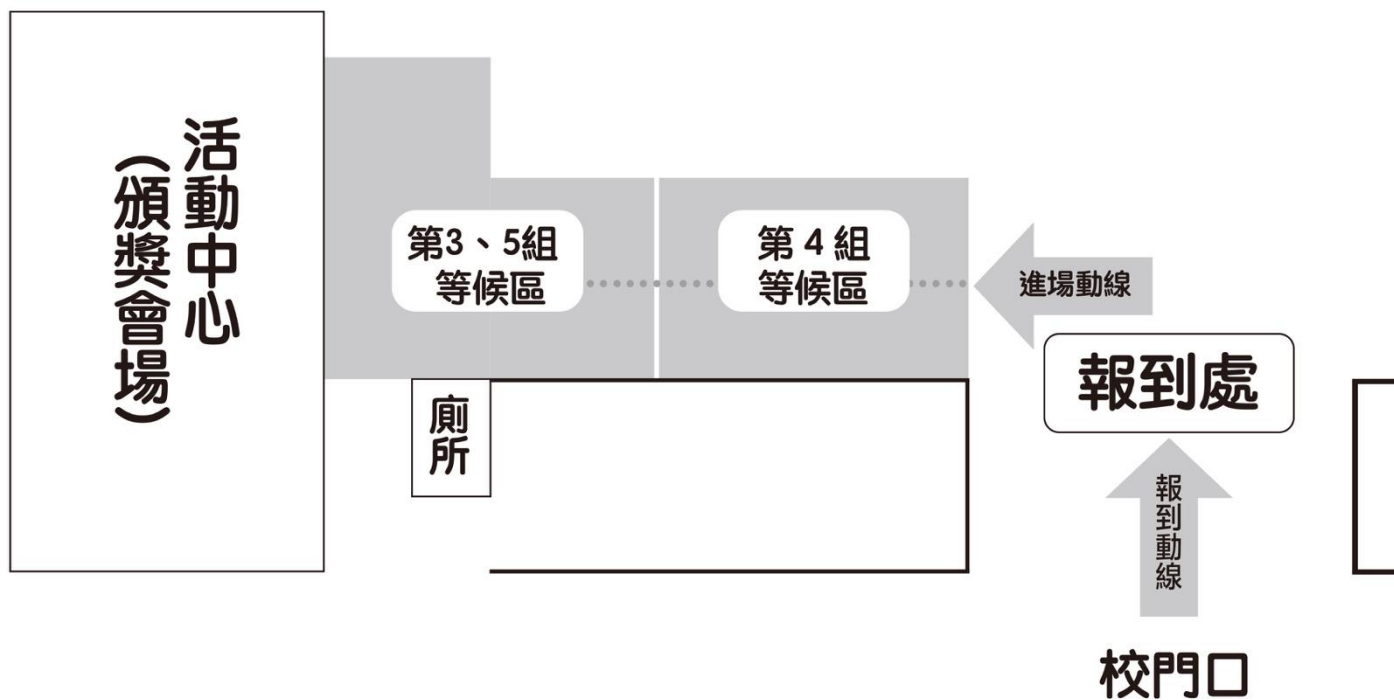 活動中心
（頒獎會場）
第3、5組
等候區
第4組
等候區
進場動線
報到處
廁所
報到動線
校門口